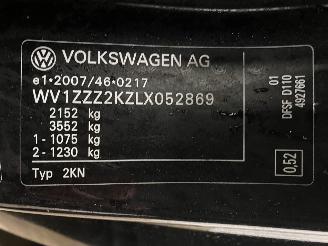 VOLKSWAGEN AG
e1*2007/46*0217
WV1ZZZ2KZLX052869
2152 kg
3552 kg
1 - 1075 kg
2 - 1230 kg
Typ 2KN
01
DFSF D110
4927661
0,52